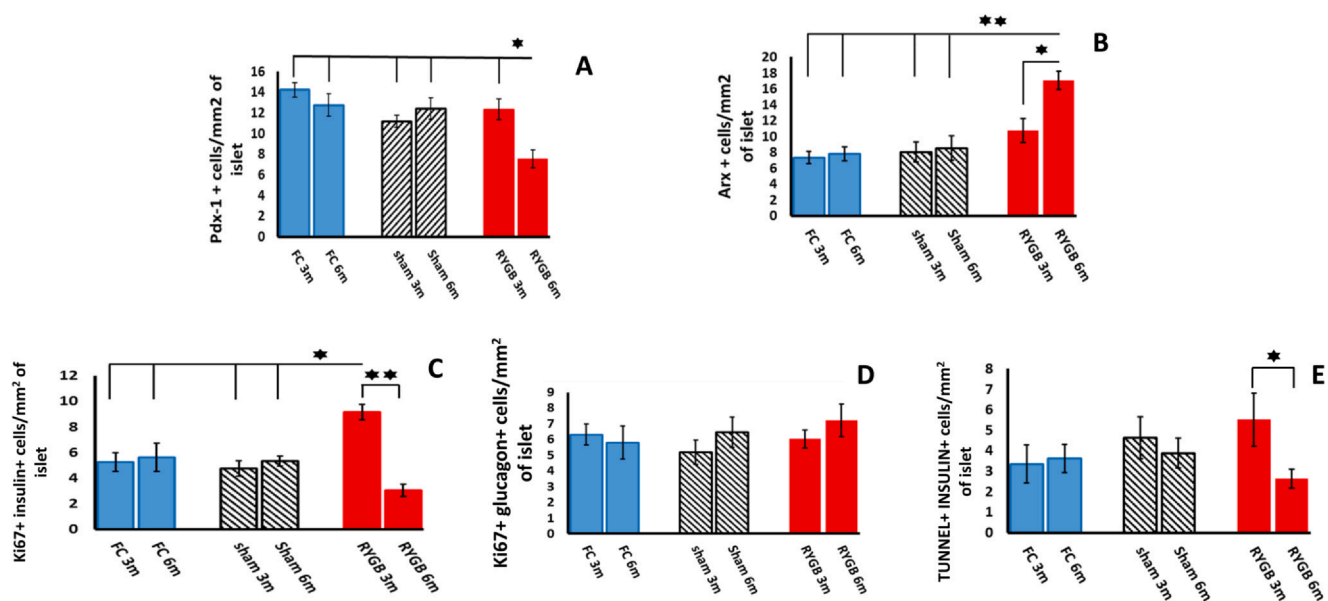 A
Pdx-1 + cells/mm2 of
islet
16
14
12
10
8
6
4
2
0
FC 3m
FC 6m
sham 3m
Sham 6m
RYGB 3m
RYGB 6m
B
Arx + cells/mm2
of islet
20
18
16
14
12
10
8
6
4
2
0
FC 3m
FC 6m
sham 3m
Sham 6m
RYGB 3m
RYGB 6m
C
Ki67+ insulin+ cells/mm² of
islet
12
10
8
6
4
2
0
FC 3m
FC 6m
sham 3m
Sham 6m
RYGB 3m
RYGB 6m
D
Ki67+ glucagon+ cells/mm²
of islet
9
8
7
6
5
4
3
2
1
0
FC 3m
FC 6m
sham 3m
Sham 6m
RYGB 3m
RYGB 6m
E
TUNNEL+ INSULIN+ cells/mm²
of islet
8
7
6
5
4
3
2
1
0
FC 3m
FC 6m
sham 3m
Sham 6m
RYGB 3m
RYGB 6m